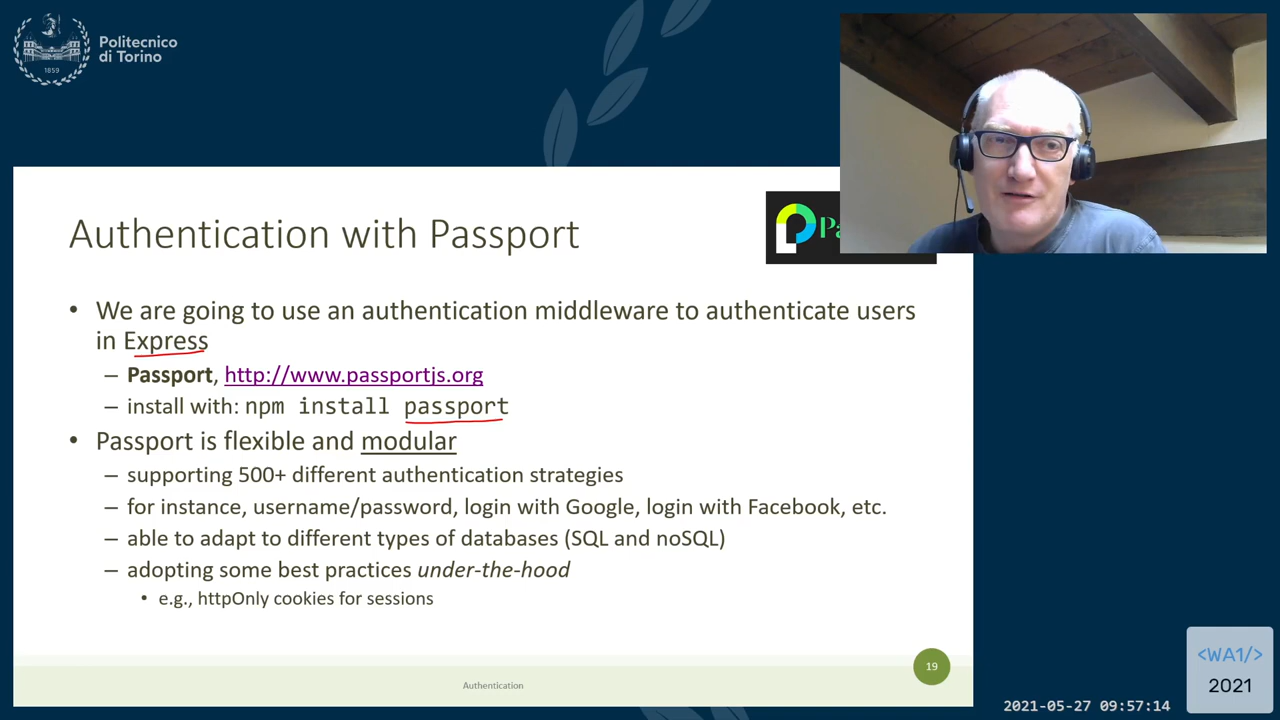 Politecnico
di Torino
1859
Authentication with Passport
• We are going to use an authentication middleware to authenticate users
in Express
– Passport, http://www.passportjs.org
– install with: npm install passport
• Passport is flexible and modular
– supporting 500+ different authentication strategies
– for instance, username/password, login with Google, login with Facebook, etc.
– able to adapt to different types of databases (SQL and noSQL)
– adopting some best practices under-the-hood
• e.g., httpOnly cookies for sessions
Authentication
19
<WA1/>
2021
2021-05-27 09:57:14